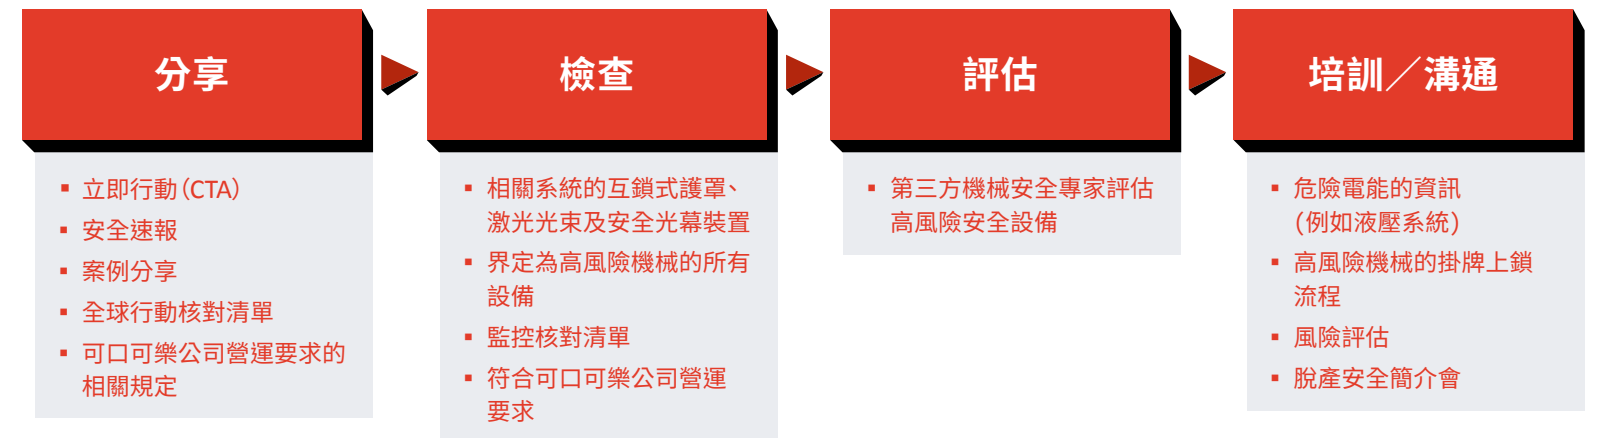 分享
▪ 立即行動（CTA）
▪ 安全速報
▪ 案例分享
▪ 全球行動核對清單
▪ 可口可樂公司營運要求的
相關規定
檢查
▪ 相關系統的互鎖式護罩、
激光光束及安全光幕裝置
▪ 界定為高風險機械的所有
設備
▪ 監控核對清單
▪ 符合可口可樂公司營運
要求
評估
▪ 第三方機械安全專家評估
高風險安全設備
培訓／溝通
▪ 危險電能的資訊
（例如液壓系統）
▪ 高風險機械的掛牌上鎖
流程
▪ 風險評估
▪ 脫產安全簡介會